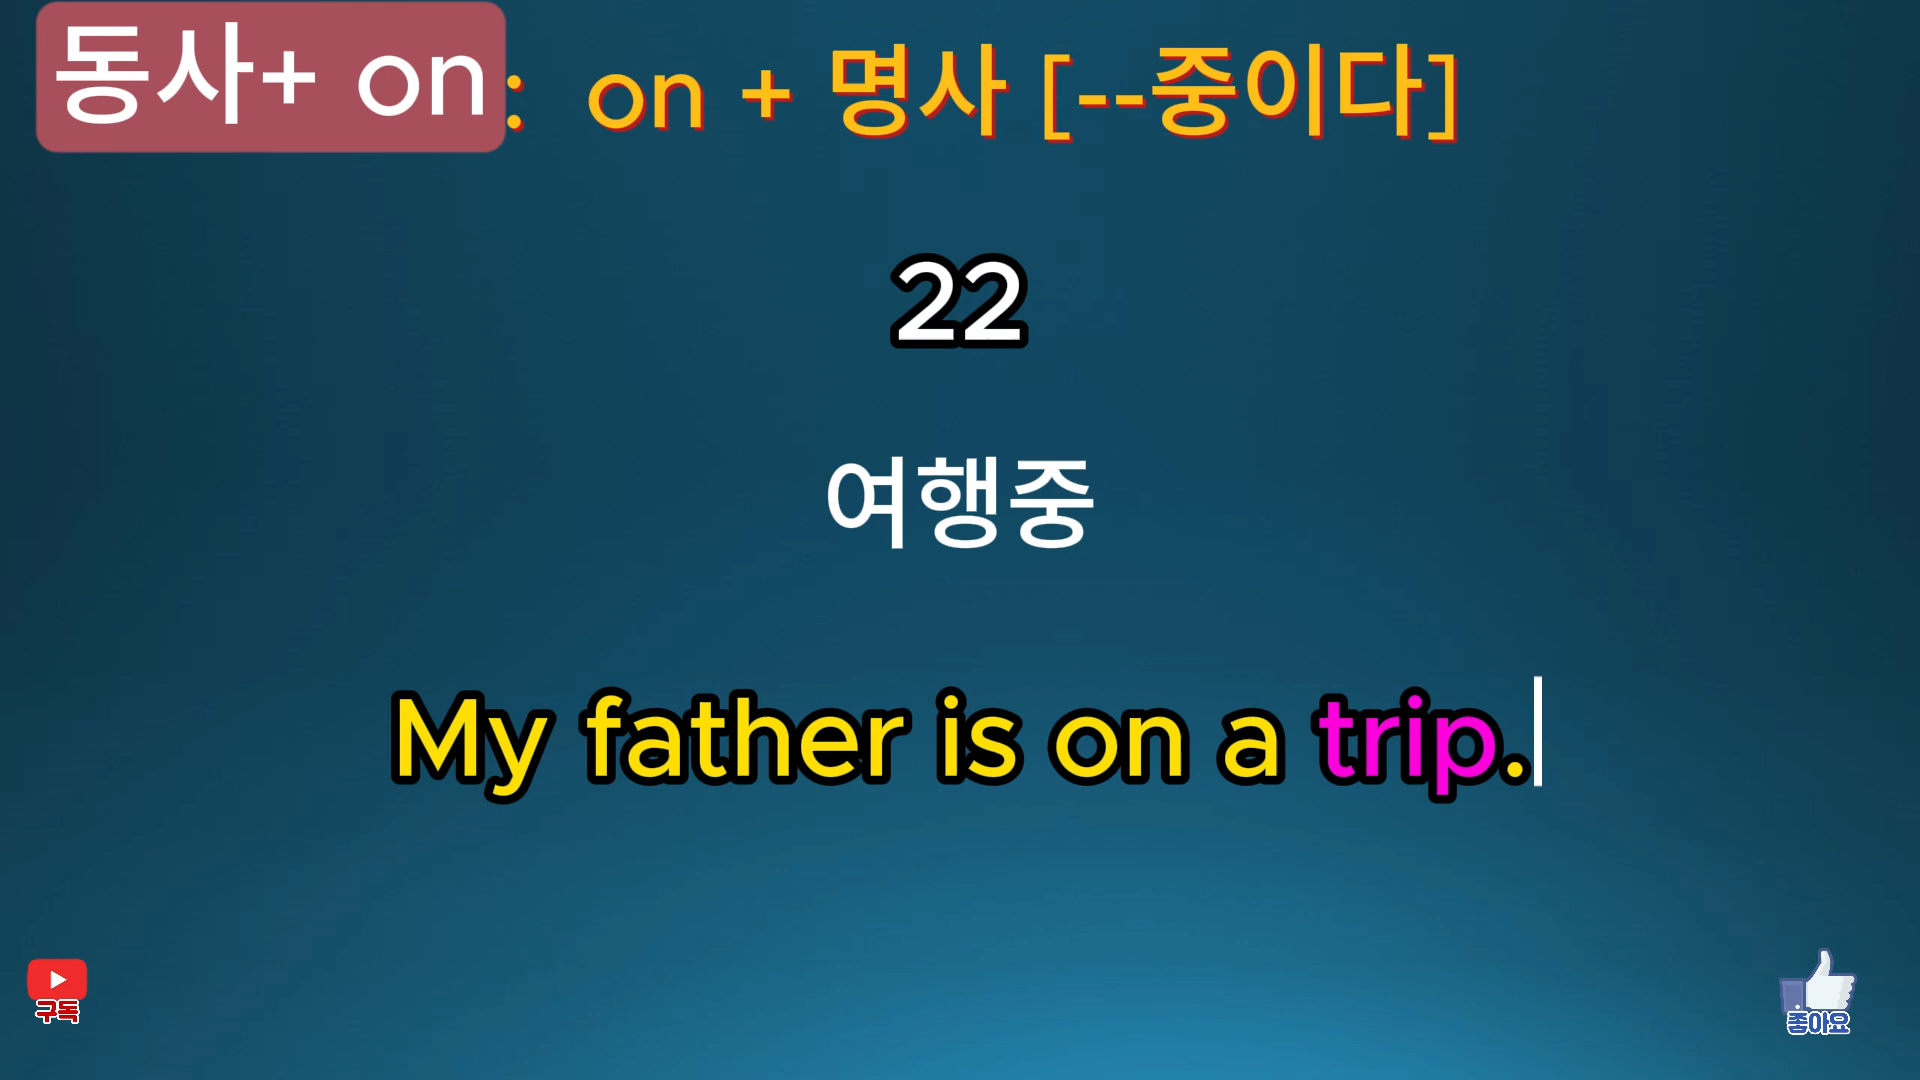 동사+ on : on + 명사 [--중이다]
22
여행중
My father is on a trip.
구독
좋아요